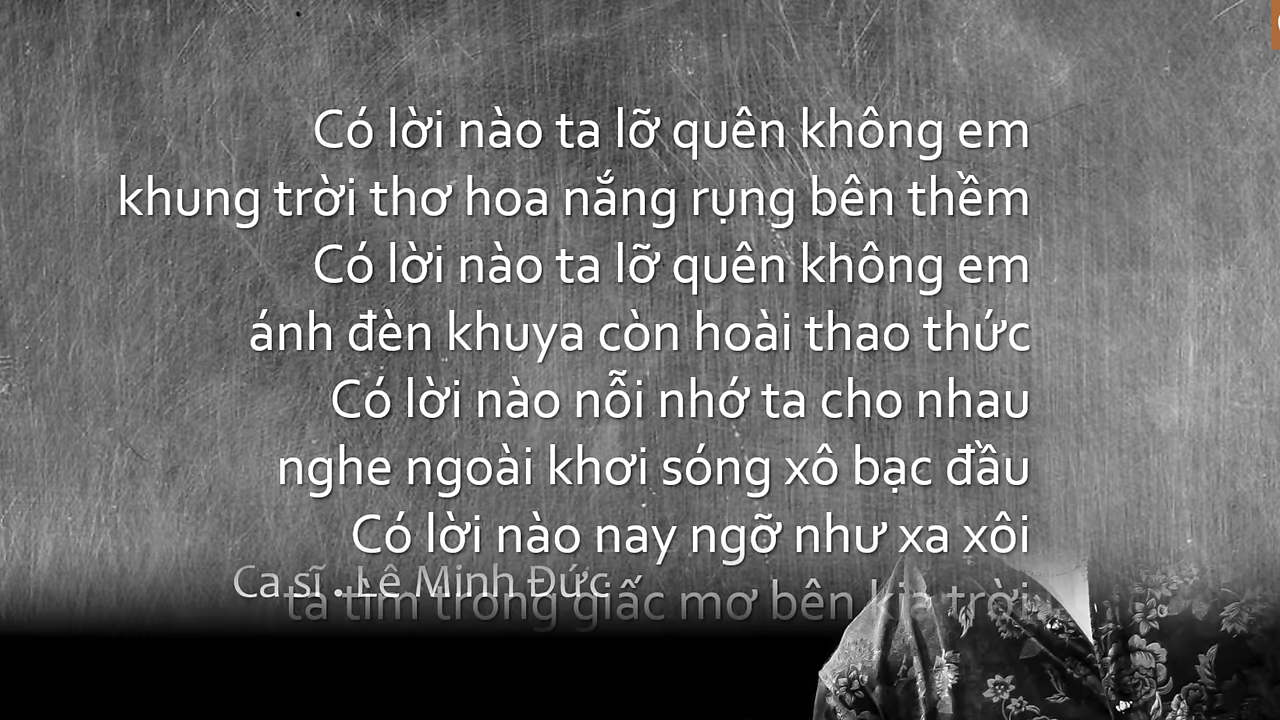 Có lời nào ta lỡ quên không em
khung trời thơ hoa nắng rụng bên thềm
Có lời nào ta lỡ quên không em
ánh đèn khuya còn hoài thao thức
Có lời nào nỗi nhớ ta cho nhau
nghe ngoài khơi sóng xô bạc đầu
Có lời nào nay ngỡ như xa xôi
Ca sĩ . Lê Minh Đức
ta tìm trong giấc mơ bên kia trời